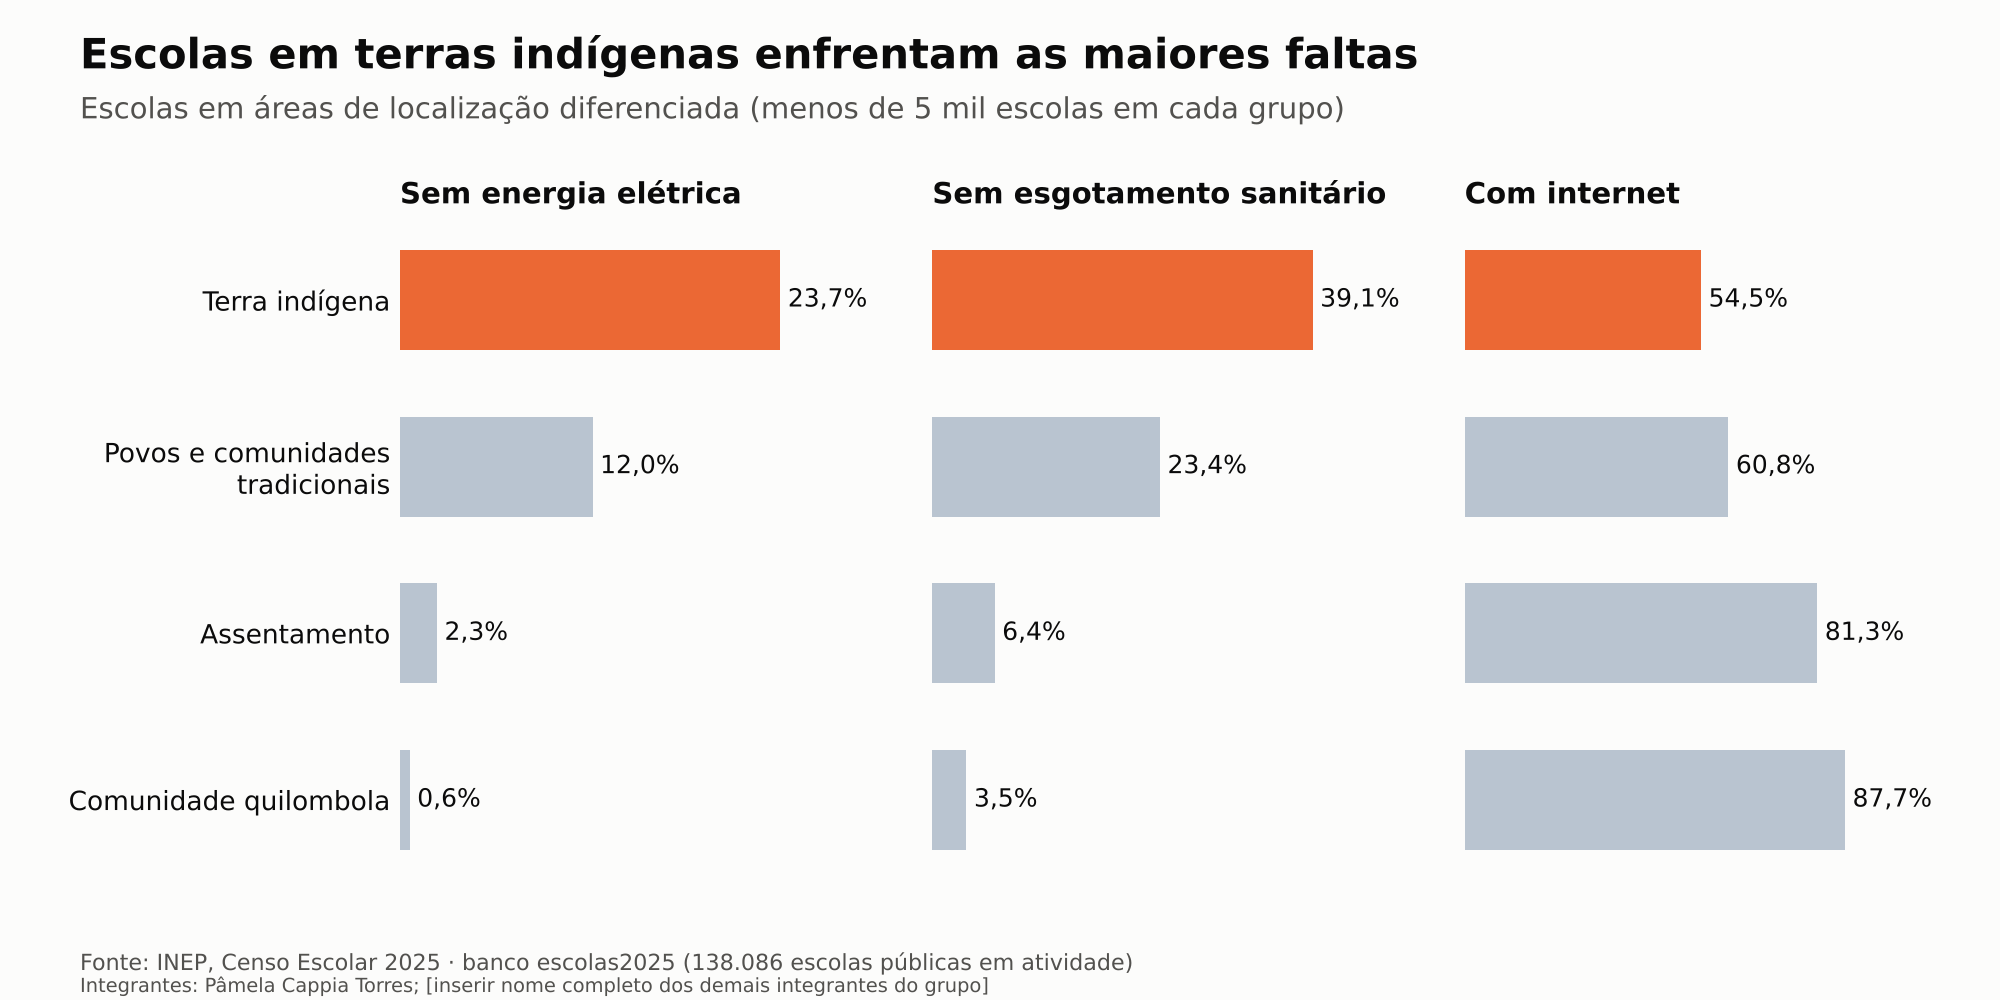 Escolas em terras indígenas enfrentam as maiores faltas
Escolas em áreas de localização diferenciada (menos de 5 mil escolas em cada grupo)
Sem energia elétrica
Sem esgotamento sanitário
Com internet
Terra indígena
23,7%
39,1%
54,5%
Povos e comunidades
tradicionais
12,0%
23,4%
60,8%
Assentamento
2,3%
6,4%
81,3%
Comunidade quilombola
0,6%
3,5%
87,7%
Fonte: INEP, Censo Escolar 2025 · banco escolas2025 (138.086 escolas públicas em atividade)
Integrantes: Pâmela Cappia Torres; [inserir nome completo dos demais integrantes do grupo]